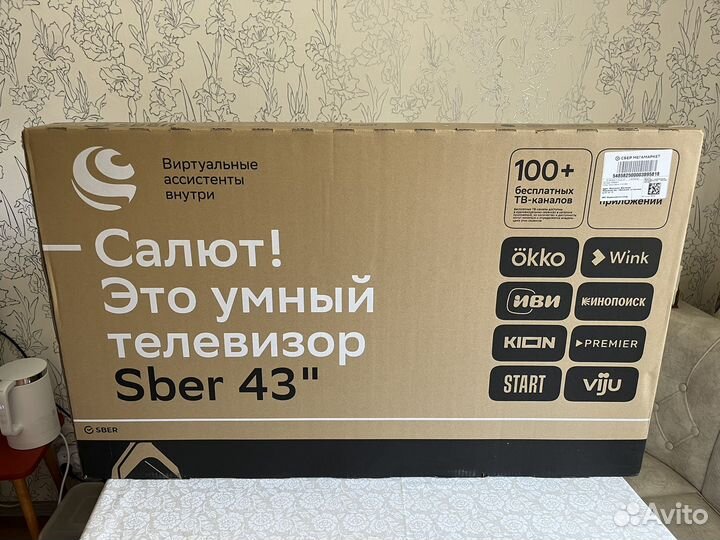 Виртуальные
ассистенты
внутри
100+
бесплатных
ТВ-каналов
СБЕР МЕГАМАРКЕТ
приложений
– Салют!
Это умный
телевизор
Sber 43"
ökko
Wink
иви
КИНОПОИСК
KION
PREMIER
START
viju
SBER
Avito